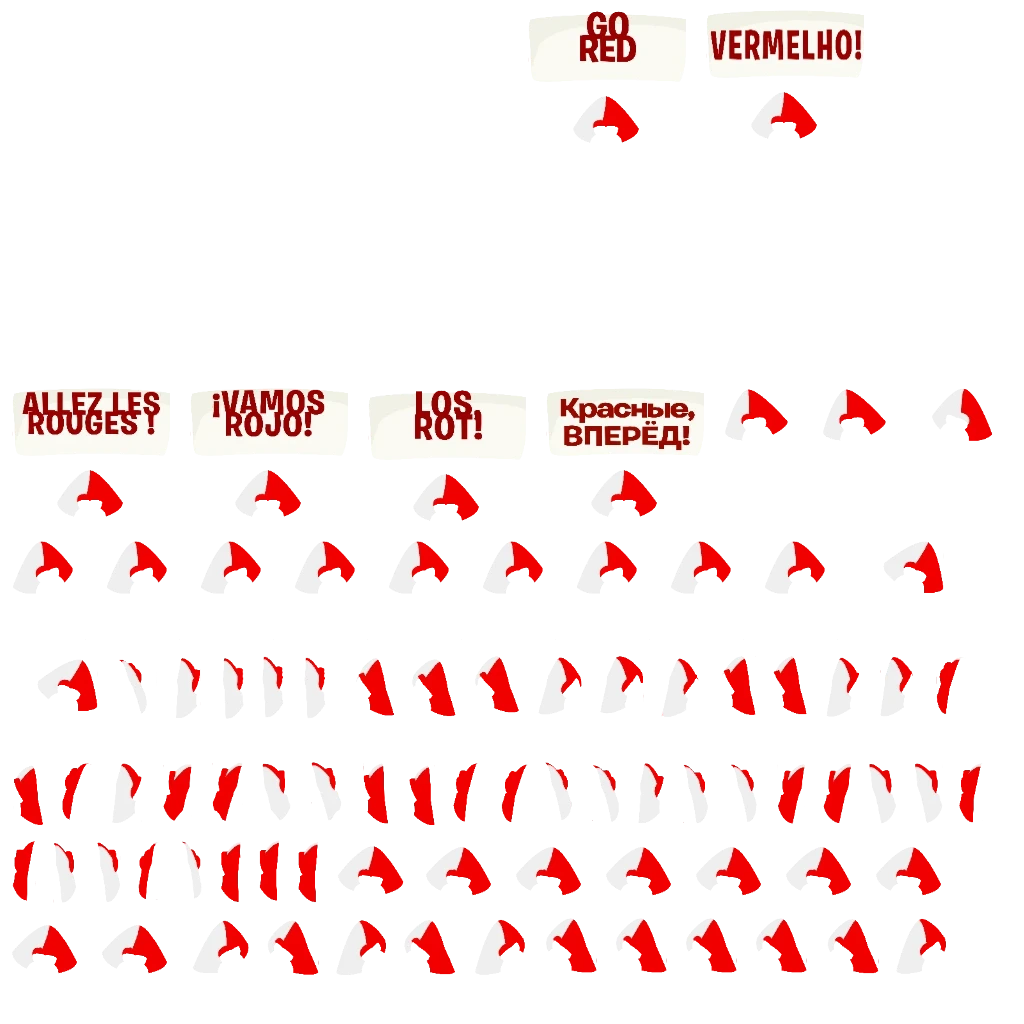 GO
RED
VERMELHO!
ALLEZ LES
ROUGES !
¡VAMOS
ROJO!
LOS,
ROT!
Красные,
ВПЕРЁД!